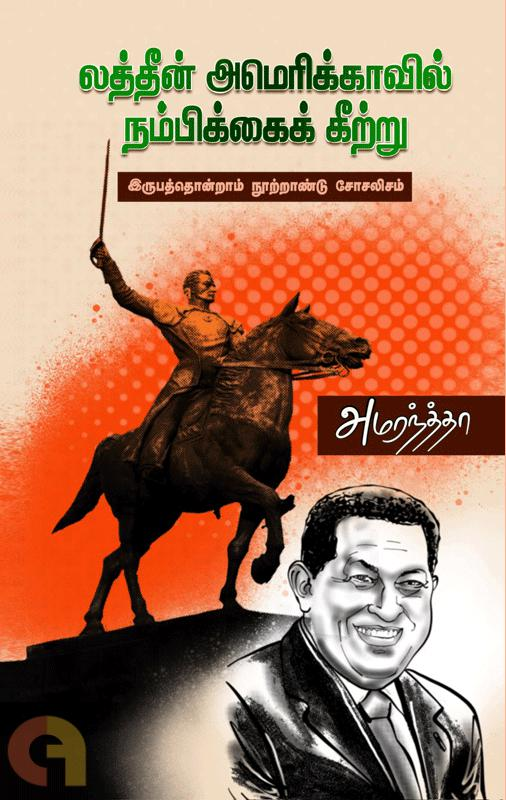 லத்தீன் அமெரிக்காவில்
நம்பிக்கைக் கீற்று
இருபத்தொன்றாம் நூற்றாண்டு சோசலிசம்
அமரந்த்தா